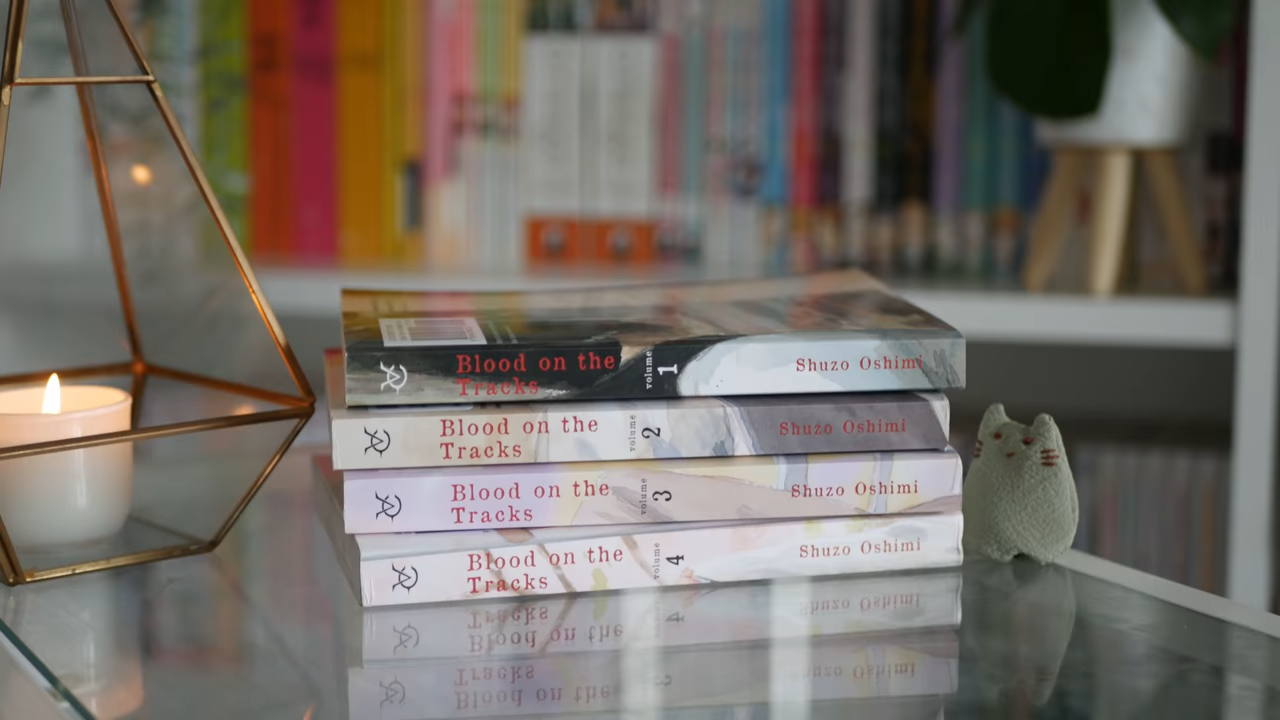 Blood on the
Tracks
volume
1
Shuzo Oshimi
Blood on the
Tracks
volume
2
Shuzo Oshimi
Blood on the
Tracks
volume
3
Shuzo Oshimi
Blood on the
Tracks
volume
4
Shuzo Oshimi